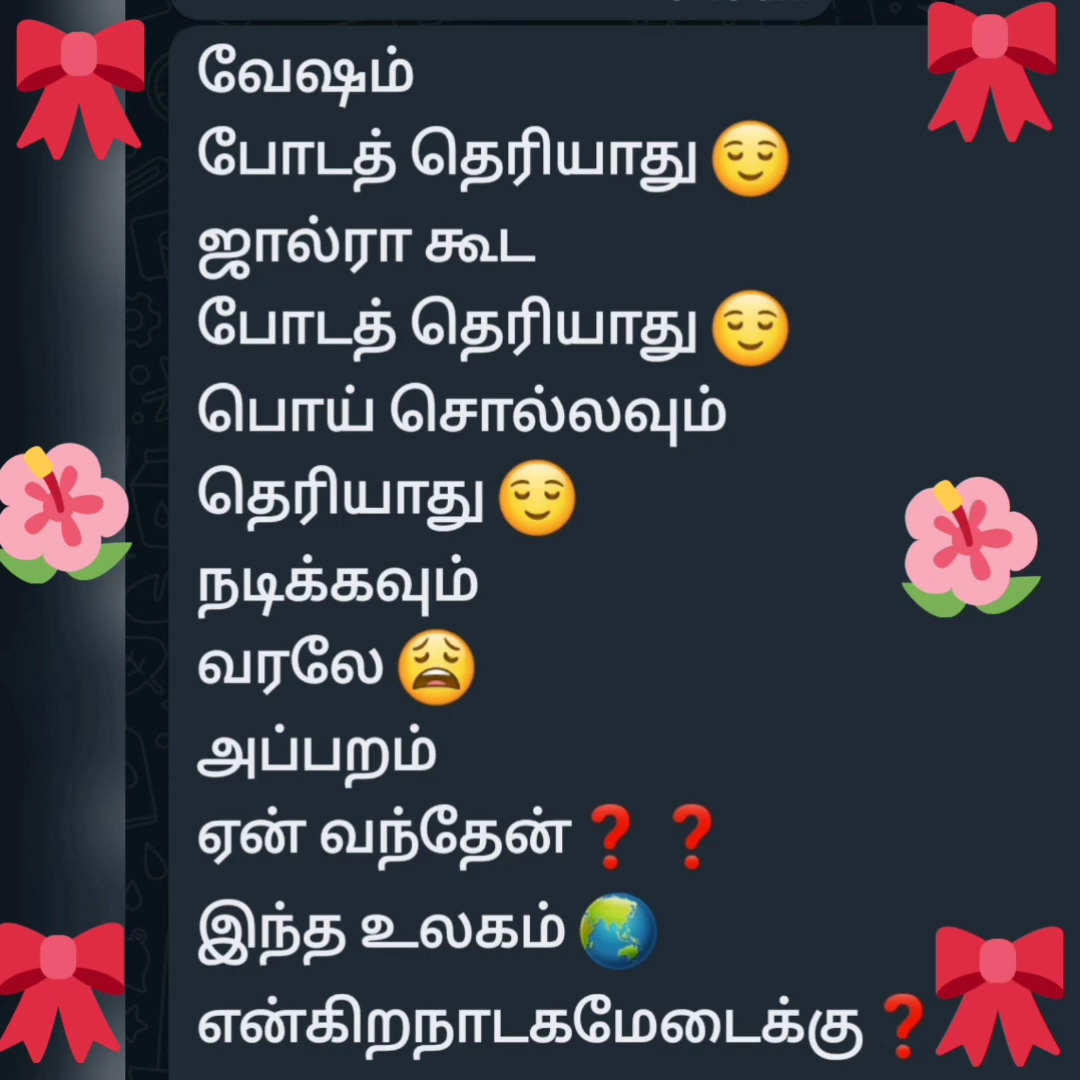 வேஷம்
போடத் தெரியாது 😌
ஜால்ரா கூட
போடத் தெரியாது 😌
பொய் சொல்லவும்
தெரியாது 😌
நடிக்கவும்
வரலே 😩
அப்பறம்
ஏன் வந்தேன் ❓ ❓
இந்த உலகம் 🌏
என்கிறநாடகமேடைக்கு ❓